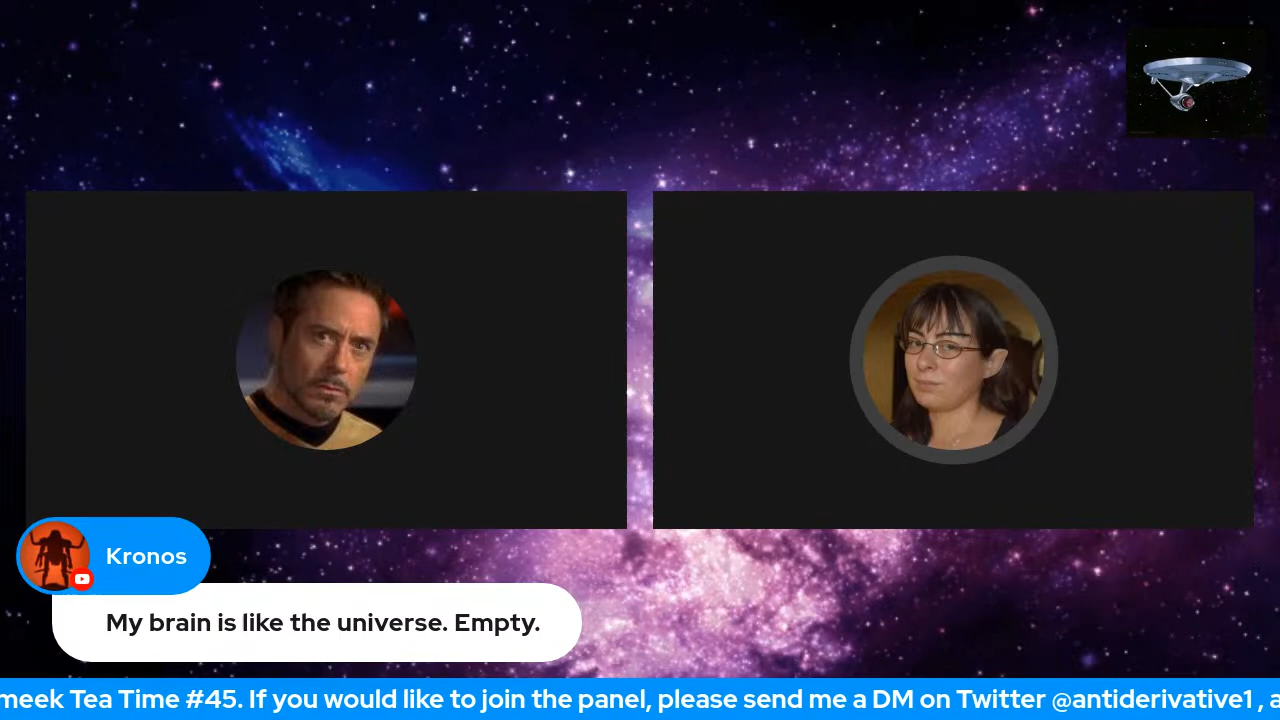 Kronos
My brain is like the universe. Empty.
meek Tea Time #45. If you would like to join the panel, please send me a DM on Twitter @antiderivative1 , a